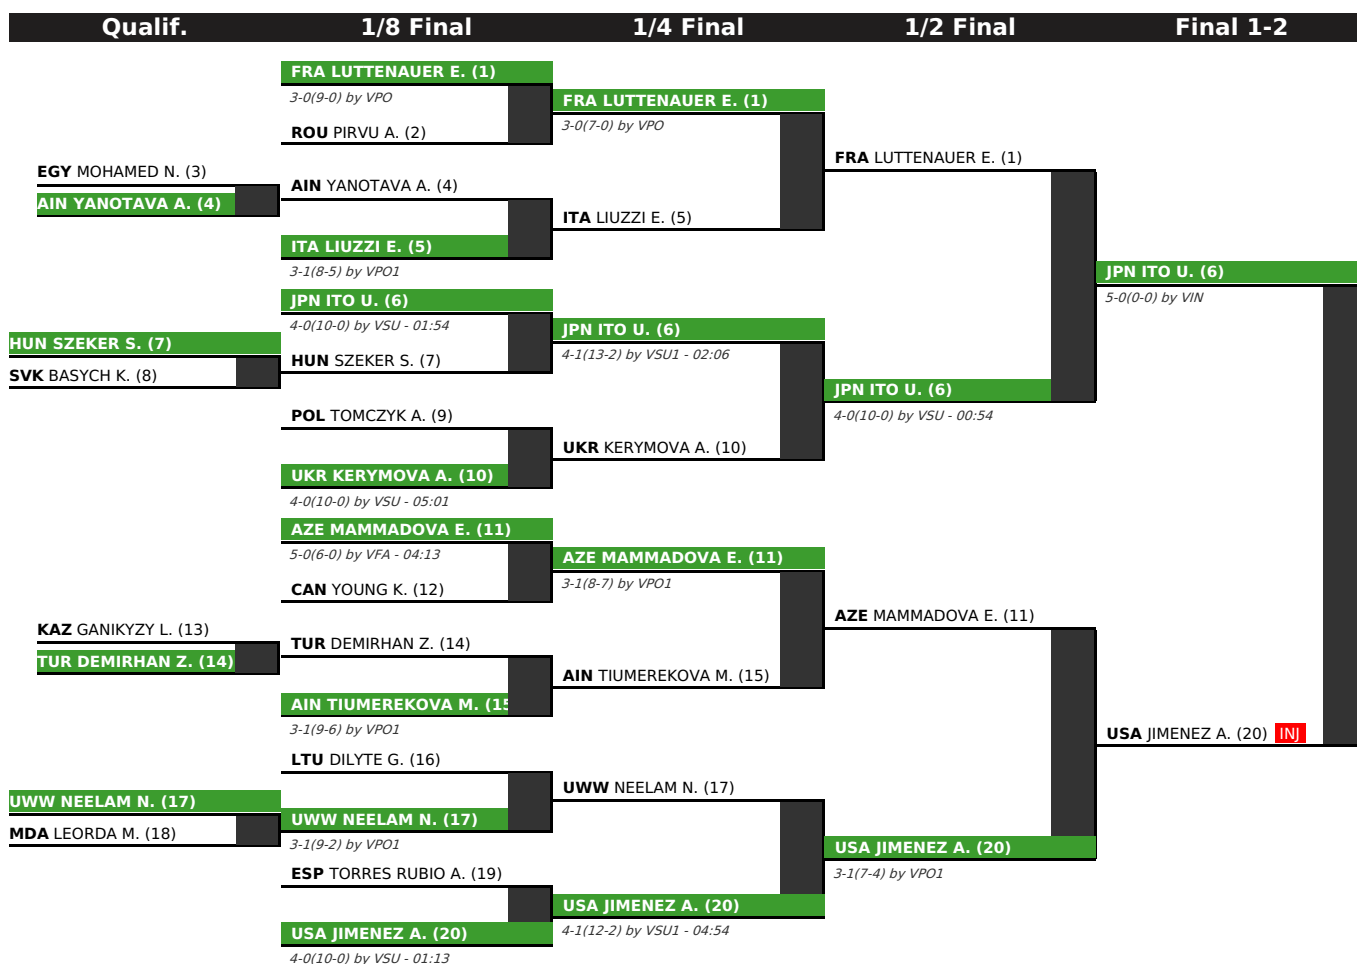 Qualif.
1/8 Final
1/4 Final
1/2 Final
Final 1-2
EGY MOHAMED N. (3)
AIN YANOTAVA A. (4)
HUN SZEKER S. (7)
SVK BASYCH K. (8)
KAZ GANIKYZY L. (13)
TUR DEMIRHAN Z. (14)
UWW NEELAM N. (17)
MDA LEORDA M. (18)
FRA LUTTENAUER E. (1)
3-0(9-0) by VPO
ROU PIRVU A. (2)
AIN YANOTAVA A. (4)
ITA LIUZZI E. (5)
3-1(8-5) by VPO1
JPN ITO U. (6)
4-0(10-0) by VSU - 01:54
HUN SZEKER S. (7)
POL TOMCZYK A. (9)
UKR KERYMOVA A. (10)
4-0(10-0) by VSU - 05:01
AZE MAMMADOVA E. (11)
5-0(6-0) by VFA - 04:13
CAN YOUNG K. (12)
TUR DEMIRHAN Z. (14)
AIN TIUMEREKOVA M. (15
3-1(9-6) by VPO1
LTU DILYTE G. (16)
UWW NEELAM N. (17)
3-1(9-2) by VPO1
ESP TORRES RUBIO A. (19)
USA JIMENEZ A. (20)
4-0(10-0) by VSU - 01:13
FRA LUTTENAUER E. (1)
3-0(7-0) by VPO
ITA LIUZZI E. (5)
JPN ITO U. (6)
4-1(13-2) by VSU1 - 02:06
UKR KERYMOVA A. (10)
AZE MAMMADOVA E. (11)
3-1(8-7) by VPO1
AIN TIUMEREKOVA M. (15)
UWW NEELAM N. (17)
USA JIMENEZ A. (20)
4-1(12-2) by VSU1 - 04:54
FRA LUTTENAUER E. (1)
JPN ITO U. (6)
4-0(10-0) by VSU - 00:54
AZE MAMMADOVA E. (11)
USA JIMENEZ A. (20)
3-1(7-4) by VPO1
JPN ITO U. (6)
5-0(0-0) by VIN
USA JIMENEZ A. (20) INJ